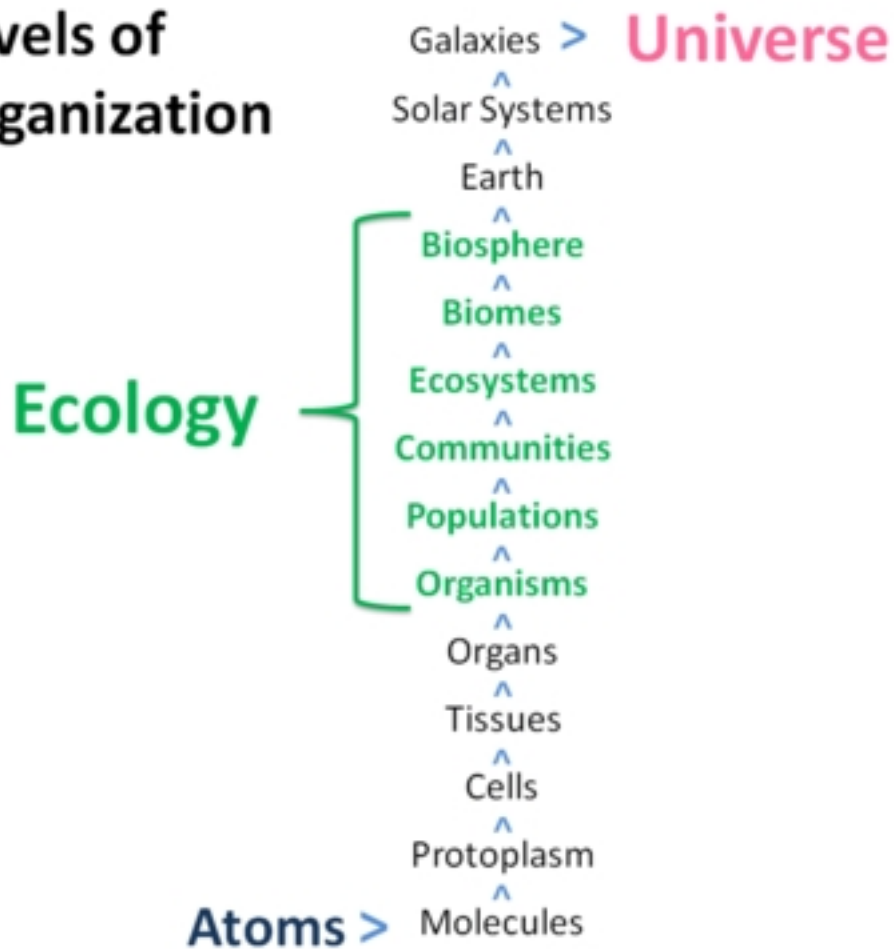 vels of
ganization
Galaxies > Universe
^
Solar Systems
^
Earth
^
Biosphere
^
Biomes
^
Ecosystems
^
Ecology
Communities
^
Populations
^
Organisms
^
Organs
^
Tissues
^
Cells
^
Protoplasm
^
Atoms > Molecules